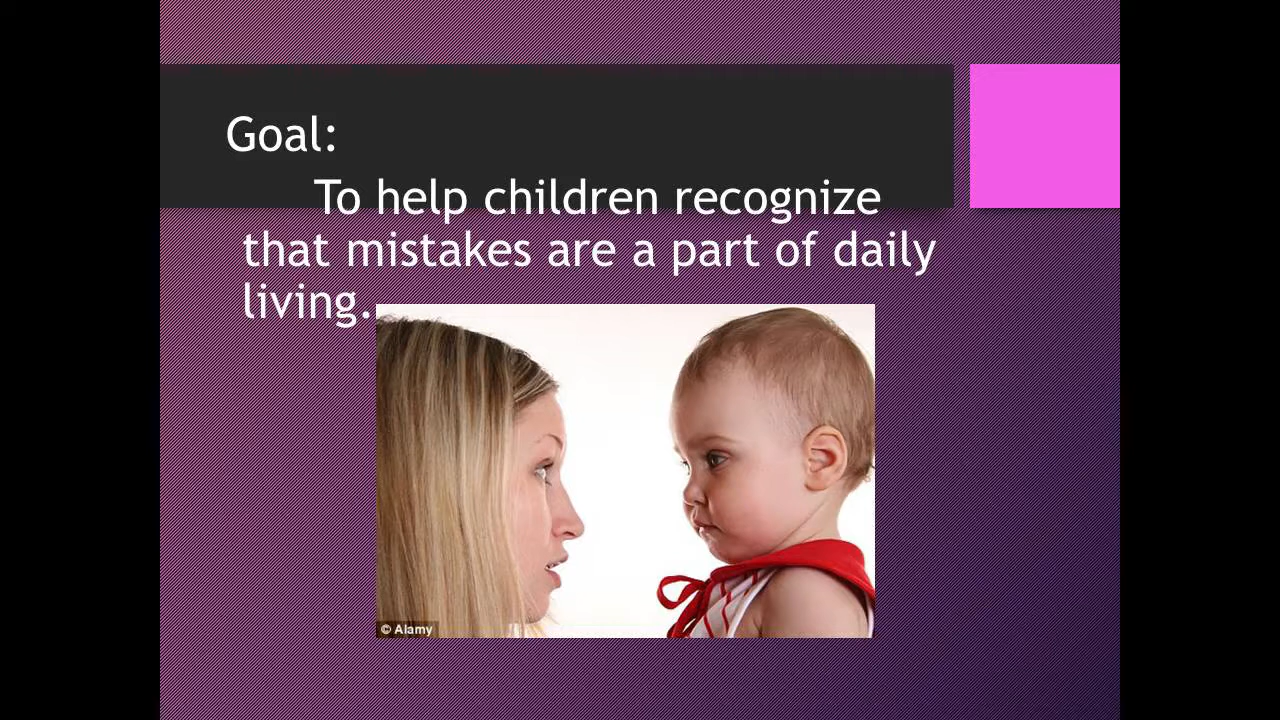 Goal:
To help children recognize
that mistakes are a part of daily
living.
© Alamy